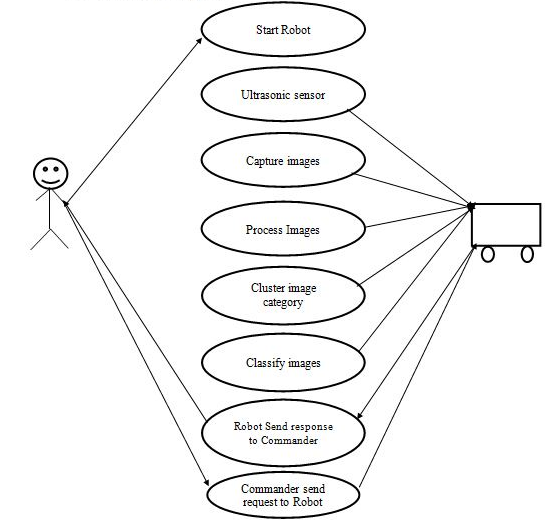 Start Robot
Ultrasonic sensor
Capture images
Process Images
Cluster image
category
Classify images
Robot Send response
to Commander
Commander send
request to Robot